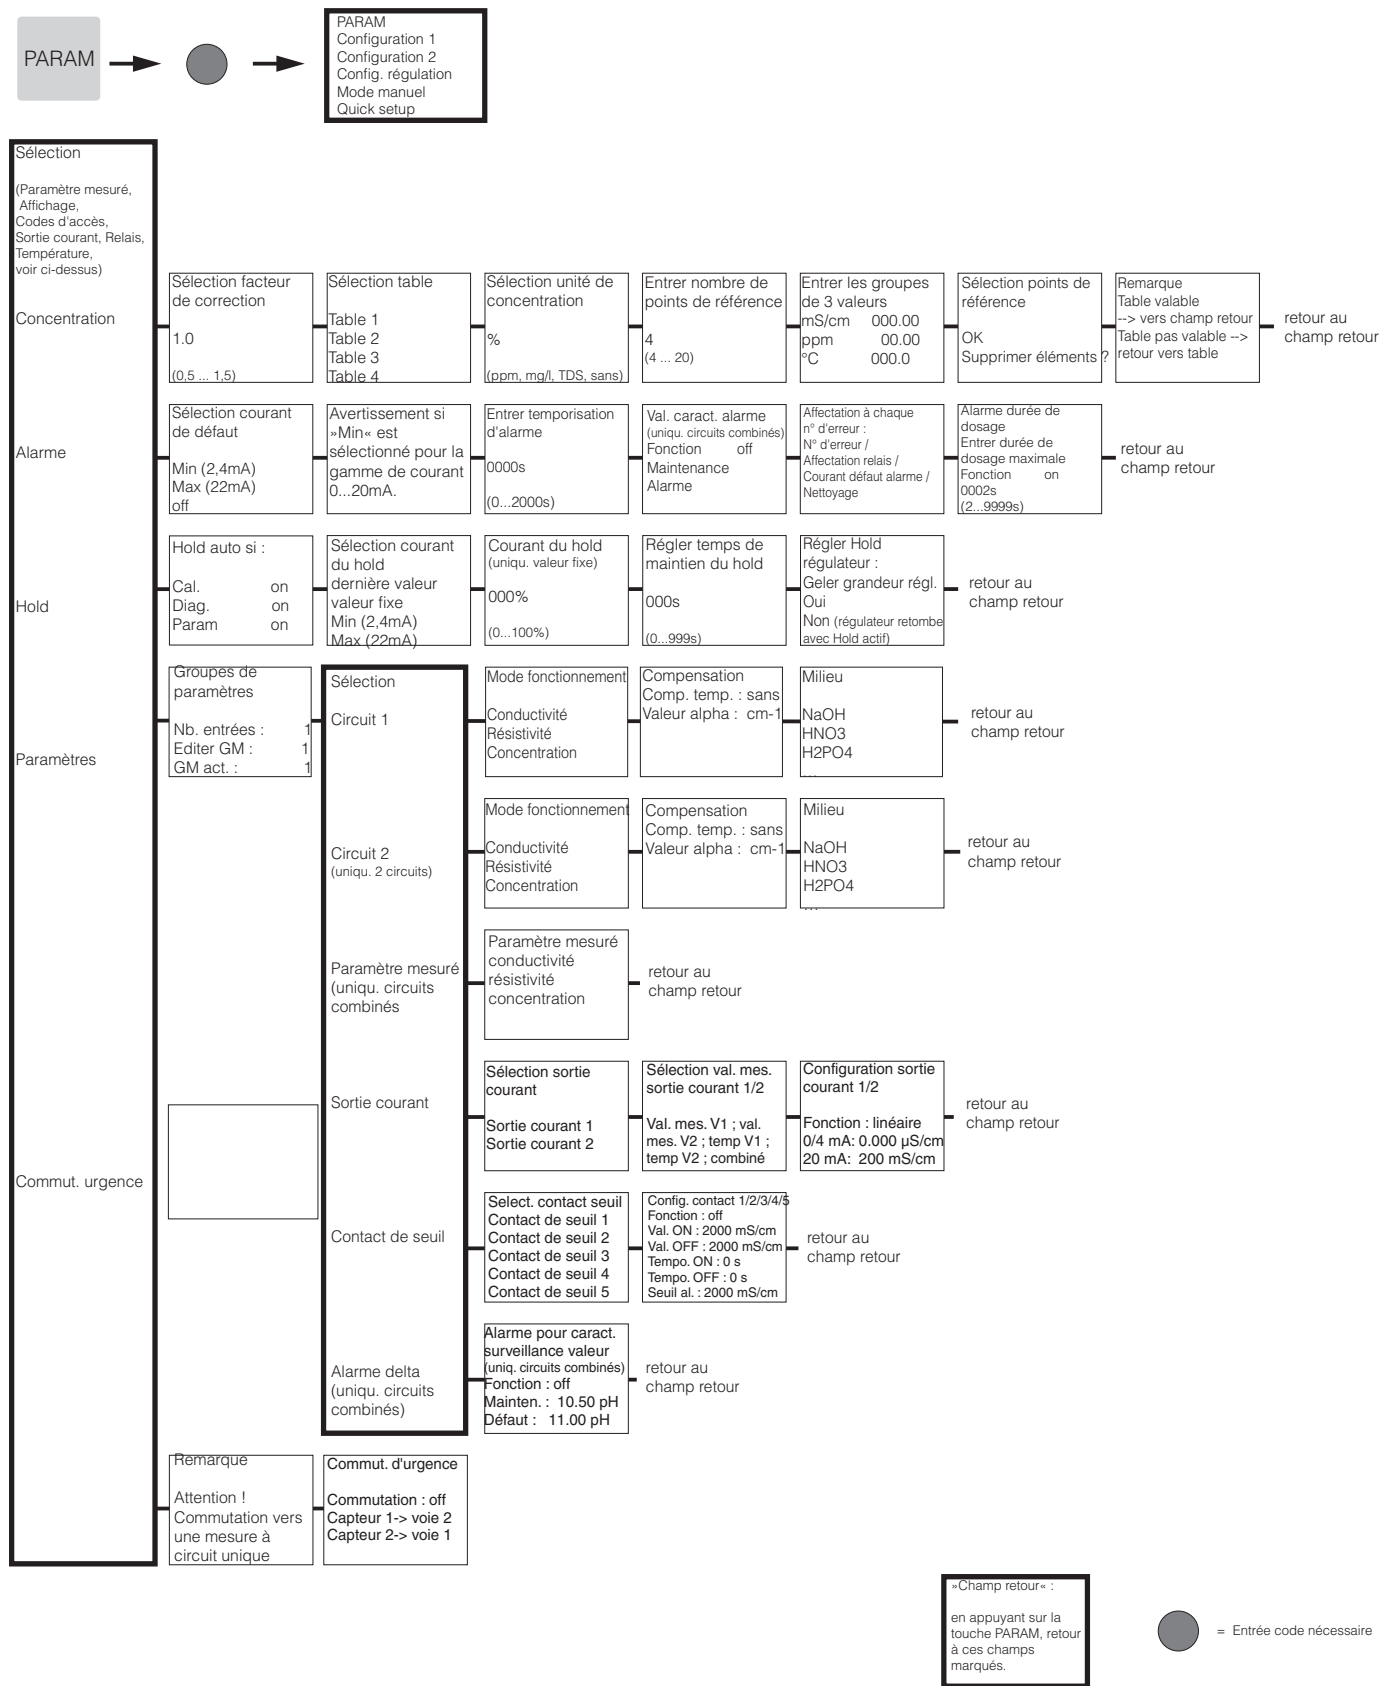 PARAM
PARAM
Configuration 1
Configuration 2
Config. régulation
Mode manuel
Quick setup
Sélection
(Paramètre mesuré,
Affichage,
Codes d'accès,
Sortie courant, Relais,
Température,
voir ci-dessus)
Concentration
Sélection facteur
de correction
1.0
(0,5 ... 1,5)
Sélection table
Table 1
Table 2
Table 3
Table 4
Sélection unité de
concentration
%
(ppm, mg/l, TDS, sans)
Entrer nombre de
points de référence
4
(4 ... 20)
Entrer les groupes
de 3 valeurs
mS/cm 000.00
ppm 00.00
°C 000.0
Sélection points de
référence
OK
Supprimer éléments ?
Remarque
Table valable
--> vers champ retour
Table pas valable -->
retour vers table
retour au
champ retour
Alarme
Sélection courant
de défaut
Min (2,4mA)
Max (22mA)
off
Avertissement si
»Min« est
sélectionné pour la
gamme de courant
0...20mA.
Entrer temporisation
d'alarme
0000s
(0...2000s)
Val. caract. alarme
(uniqu. circuits combinés)
Fonction off
Maintenance
Alarme
Affectation à chaque
n° d'erreur :
N° d'erreur /
Affectation relais /
Courant défaut alarme /
Nettoyage
Alarme durée de
dosage
Entrer durée de
dosage maximale
Fonction on
0002s
(2...9999s)
retour au
champ retour
Hold
Hold auto si :
Cal. on
Diag. on
Param on
Sélection courant
du hold
dernière valeur
valeur fixe
Min (2,4mA)
Max (22mA)
Courant du hold
(uniqu. valeur fixe)
000%
(0...100%)
Régler temps de
maintien du hold
000s
(0...999s)
Régler Hold
régulateur :
Geler grandeur régl.
Oui
Non (régulateur retombe
avec Hold actif)
retour au
champ retour
Paramètres
Groupes de
paramètres
Nb. entrées : 1
Editer GM : 1
GM act. : 1
Sélection
Circuit 1
Mode fonctionnement
Conductivité
Résistivité
Concentration
Compensation
Comp. temp. : sans
Valeur alpha : cm-1
Milieu
NaOH
HNO3
H2PO4
...
retour au
champ retour
Circuit 2
(uniqu. 2 circuits)
Mode fonctionnement
Conductivité
Résistivité
Concentration
Compensation
Comp. temp. : sans
Valeur alpha : cm-1
Milieu
NaOH
HNO3
H2PO4
...
retour au
champ retour
Paramètre mesuré
(uniqu. circuits
combinés
Paramètre mesuré
conductivité
résistivité
concentration
retour au
champ retour
Sortie courant
Sélection sortie
courant
Sortie courant 1
Sortie courant 2
Sélection val. mes.
sortie courant 1/2
Val. mes. V1 ; val.
mes. V2 ; temp V1 ;
temp V2 ; combiné
Configuration sortie
courant 1/2
Fonction : linéaire
0/4 mA: 0.000 µS/cm
20 mA: 200 mS/cm
retour au
champ retour
Contact de seuil
Select. contact seuil
Contact de seuil 1
Contact de seuil 2
Contact de seuil 3
Contact de seuil 4
Contact de seuil 5
Config. contact 1/2/3/4/5
Fonction : off
Val. ON : 2000 mS/cm
Val. OFF : 2000 mS/cm
Tempo. ON : 0 s
Tempo. OFF : 0 s
Seuil al. : 2000 mS/cm
retour au
champ retour
Alarme delta
(uniqu. circuits
combinés)
Alarme pour caract.
surveillance valeur
(uniq. circuits combinés)
Fonction : off
Mainten. : 10.50 pH
Défaut : 11.00 pH
retour au
champ retour
Commut. urgence
Remarque
Attention !
Commutation vers
une mesure à
circuit unique
Commut. d'urgence
Commutation : off
Capteur 1-> voie 2
Capteur 2-> voie 1
»Champ retour« :
en appuyant sur la
touche PARAM, retour
à ces champs
marqués.
= Entrée code nécessaire